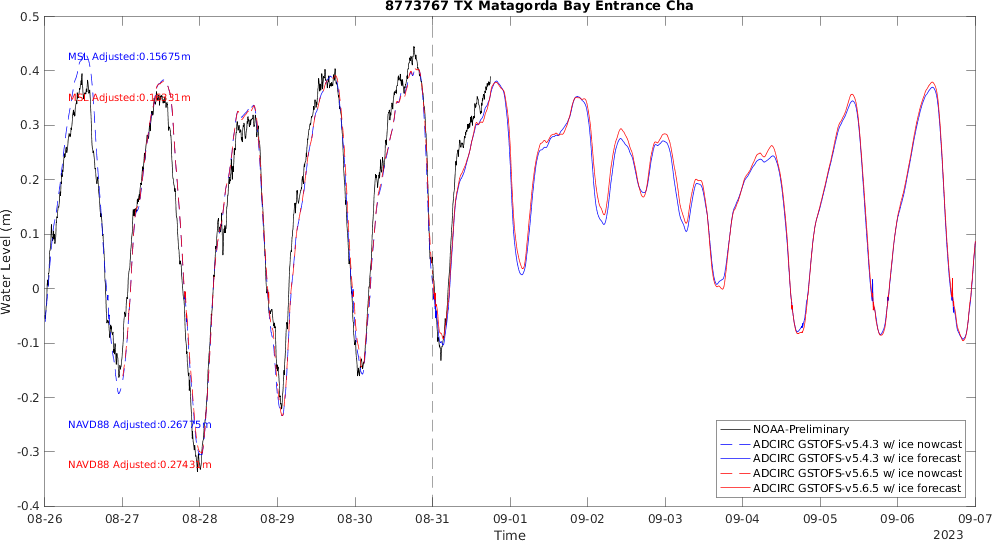 8773767 TX Matagorda Bay Entrance Cha
Water Level (m)
0.5
0.4
0.3
0.2
0.1
0
-0.1
-0.2
-0.3
-0.4
MSL Adjusted:0.15675m
MSL
NAVD88 Adjusted:0.26775m
NAVD88
NOAA-Preliminary
ADCIRC GSTOFS-v5.4.3 w/ ice nowcast
ADCIRC GSTOFS-v5.4.3 w/ ice forecast
ADCIRC GSTOFS-v5.6.5 w/ ice nowcast
ADCIRC GSTOFS-v5.6.5 w/ ice forecast
08-26 08-27 08-28 08-29 08-30 08-31 09-01 09-02 09-03 09-04 09-05 09-06 09-07
Time
2023